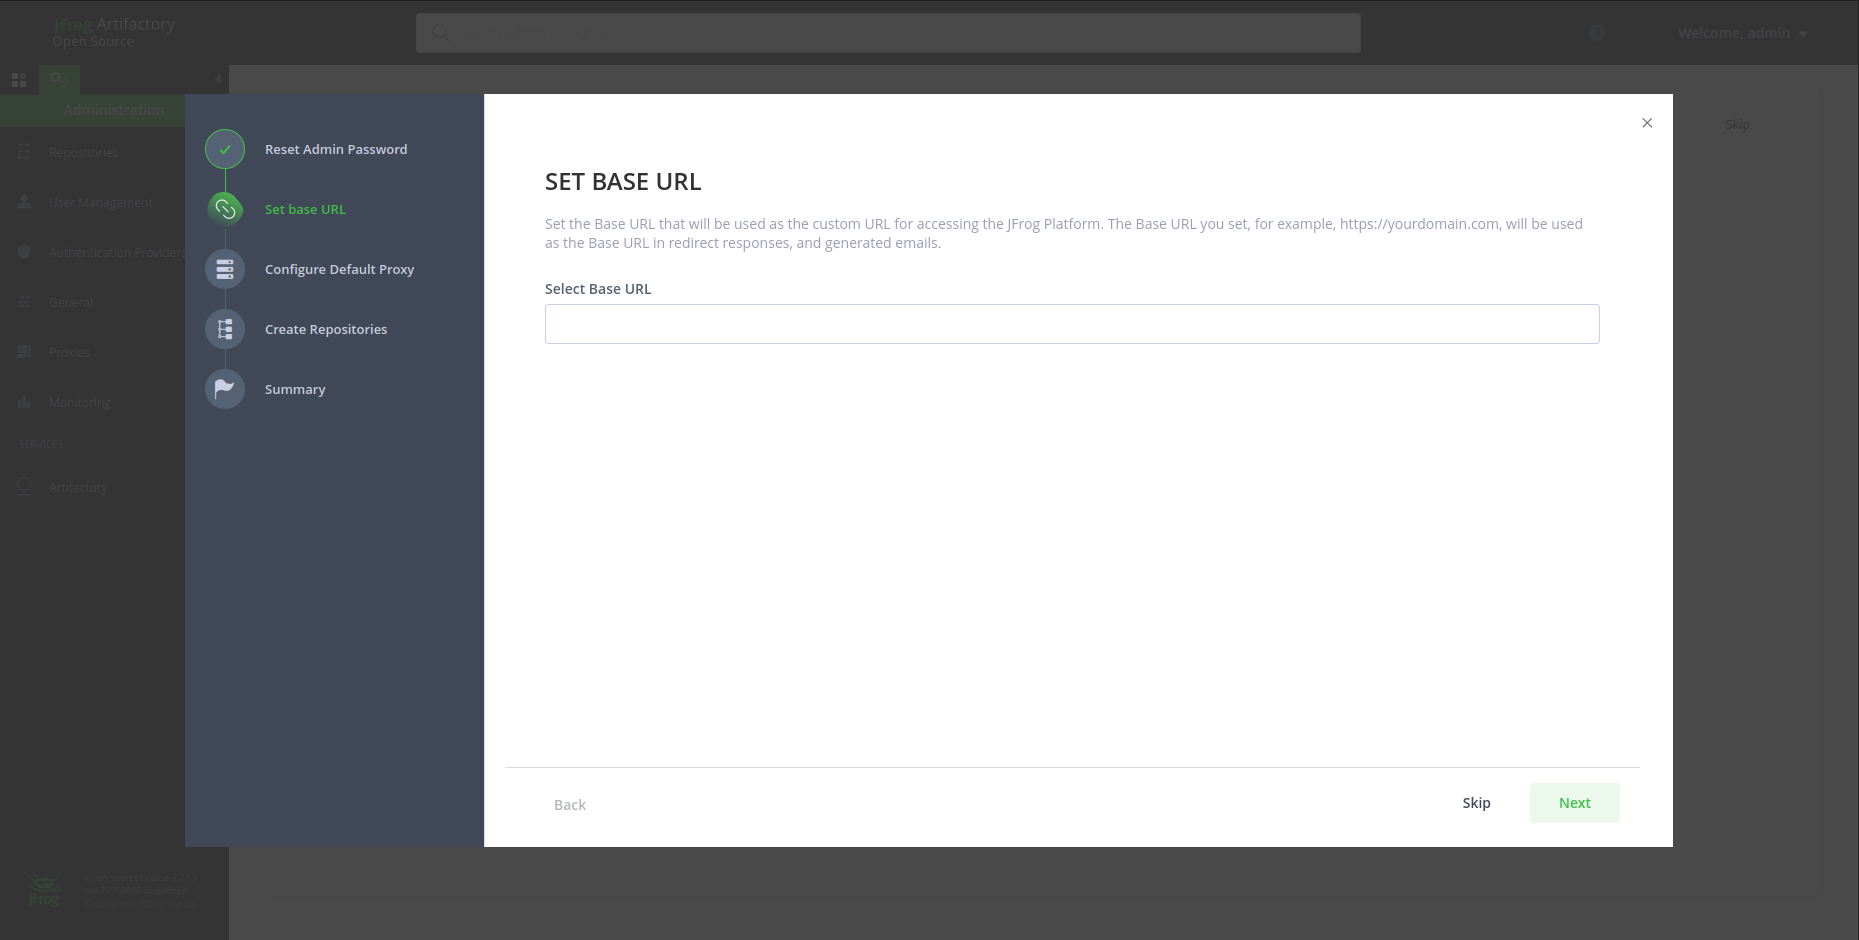 JFrog Artifactory
Open Source
Welcome, admin
Administration
Repositories
User Management
Authentication Providers
General
Proxies
Monitoring
SERVICES
Artifactory
JFrog
Skip
Reset Admin Password
Set base URL
Configure Default Proxy
Create Repositories
Summary
SET BASE URL
Set the Base URL that will be used as the custom URL for accessing the JFrog Platform. The Base URL you set, for example, https://yourdomain.com, will be used
as the Base URL in redirect responses, and generated emails.
Select Base URL
Back
Skip
Next